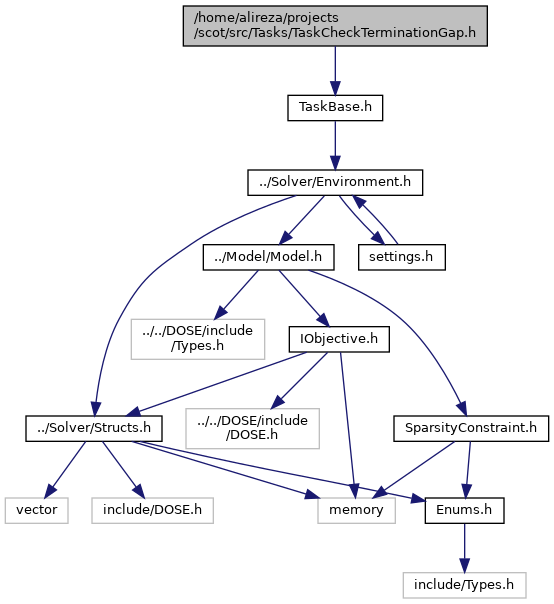 /home/alireza/projects
/scot/src/Tasks/TaskCheckTerminationGap.h
TaskBase.h
../Solver/Environment.h
../Model/Model.h
settings.h
../../DOSE/include
/Types.h
IObjective.h
../Solver/Structs.h
../../DOSE/include
/DOSE.h
SparsityConstraint.h
vector
include/DOSE.h
memory
Enums.h
include/Types.h